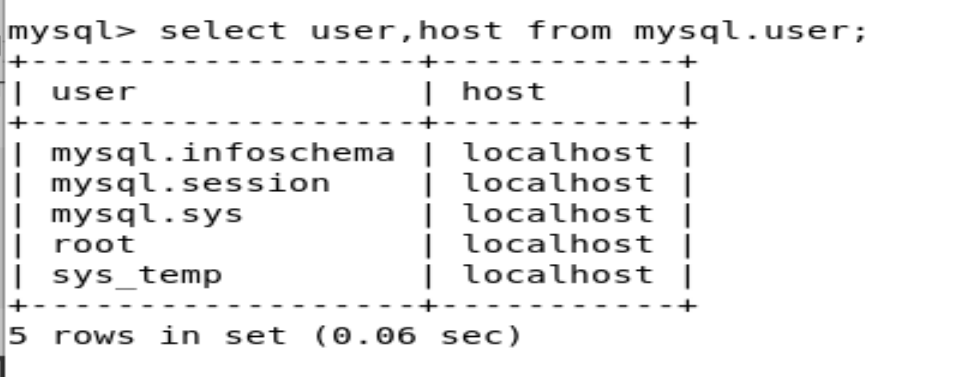 mysql> select user,host from mysql.user;
+------------------+-----------+
| user             | host      |
+------------------+-----------+
| mysql.infoschema | localhost |
| mysql.session    | localhost |
| mysql.sys        | localhost |
| root             | localhost |
| sys_temp         | localhost |
+------------------+-----------+
5 rows in set (0.06 sec)